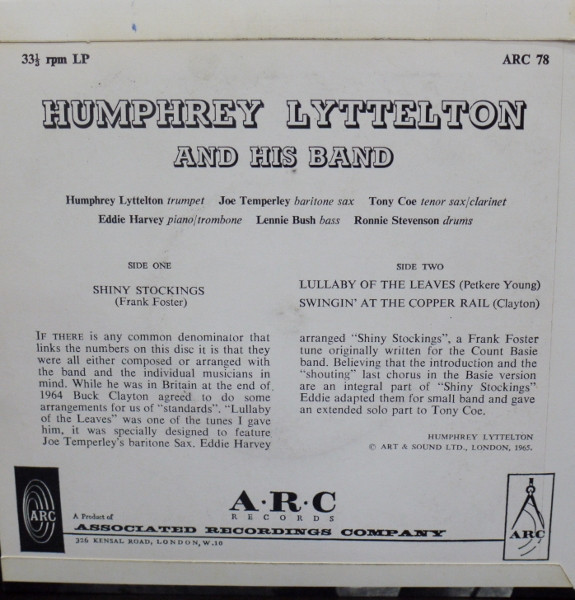 33⅓ rpm LP ARC 78
HUMPHREY LYTTELTON
AND HIS BAND
Humphrey Lyttelton trumpet Joe Temperley baritone sax Tony Coe tenor sax/clarinet
Eddie Harvey piano/trombone Lennie Bush bass Ronnie Stevenson drums
SIDE ONE
SHINY STOCKINGS
(Frank Foster)
SIDE TWO
LULLABY OF THE LEAVES (Petkere Young)
SWINGIN' AT THE COPPER RAIL (Clayton)
IF THERE is any common denominator that
links the numbers on this disc it is that they
were all either composed or arranged with
the band and the individual musicians in
mind. While he was in Britain at the end of
1964 Buck Clayton agreed to do some
arrangements for us of "standards". "Lullaby
of the Leaves" was one of the tunes I gave
him, it was specially designed to feature
Joe Temperley's baritone Sax. Eddie Harvey
arranged "Shiny Stockings", a Frank Foster
tune originally written for the Count Basie
band. Believing that the introduction and the
"shouting" last chorus in the Basie version
are an integral part of "Shiny Stockings"
Eddie adapted them for small band and gave
an extended solo part to Tony Coe.
HUMPHREY LYTTELTON
© ART & SOUND LTD., LONDON, 1965.
ARC
A·R·C
RECORDS
A Product of
ASSOCIATED RECORDINGS COMPANY
326 KENSAL ROAD, LONDON, W.10
ARC